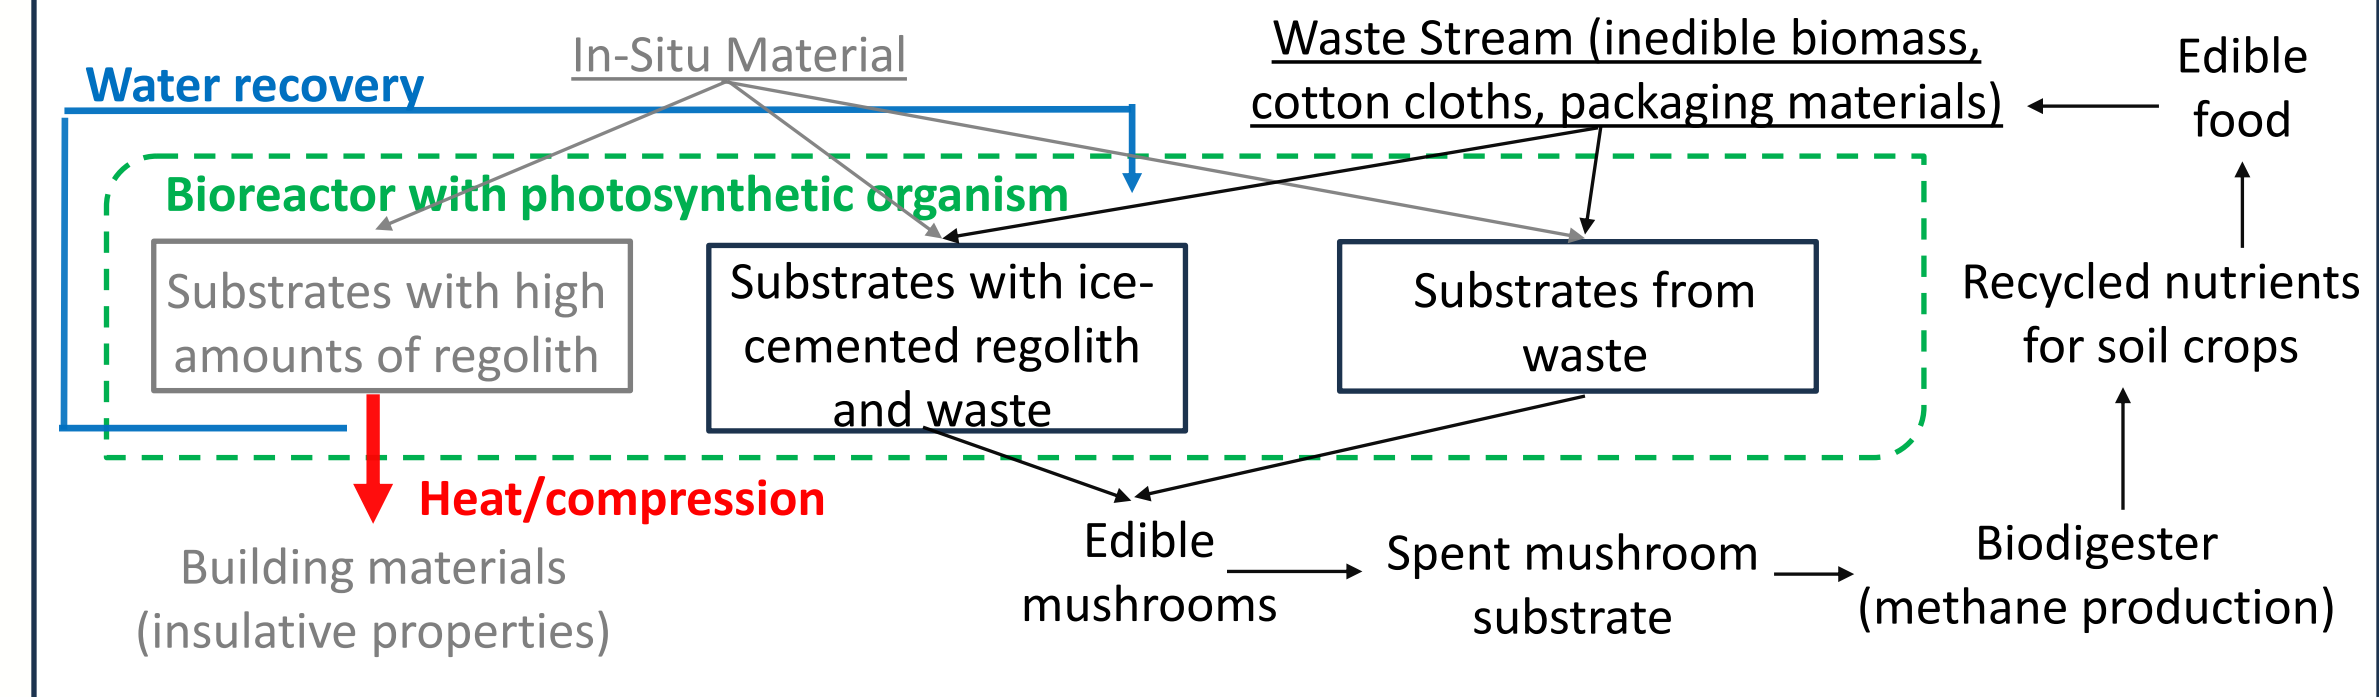 In-Situ Material
Water recovery
Waste Stream (inedible biomass,
cotton cloths, packaging materials)
Edible
food
Bioreactor with photosynthetic organism
Substrates with high
amounts of regolith
Substrates with ice-
cemented regolith
and waste
Substrates from
waste
Recycled nutrients
for soil crops
Heat/compression
Building materials
(insulative properties)
Edible
mushrooms
Spent mushroom
substrate
Biodigester
(methane production)